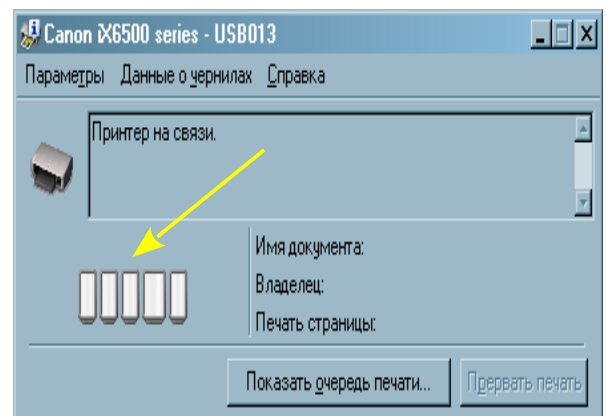 Canon iX6500 series - USB013
Параметры Данные о чернилах Справка
Принтер на связи.
Имя документа:
Владелец:
Печать страницы:
Показать очередь печати... Прервать печать